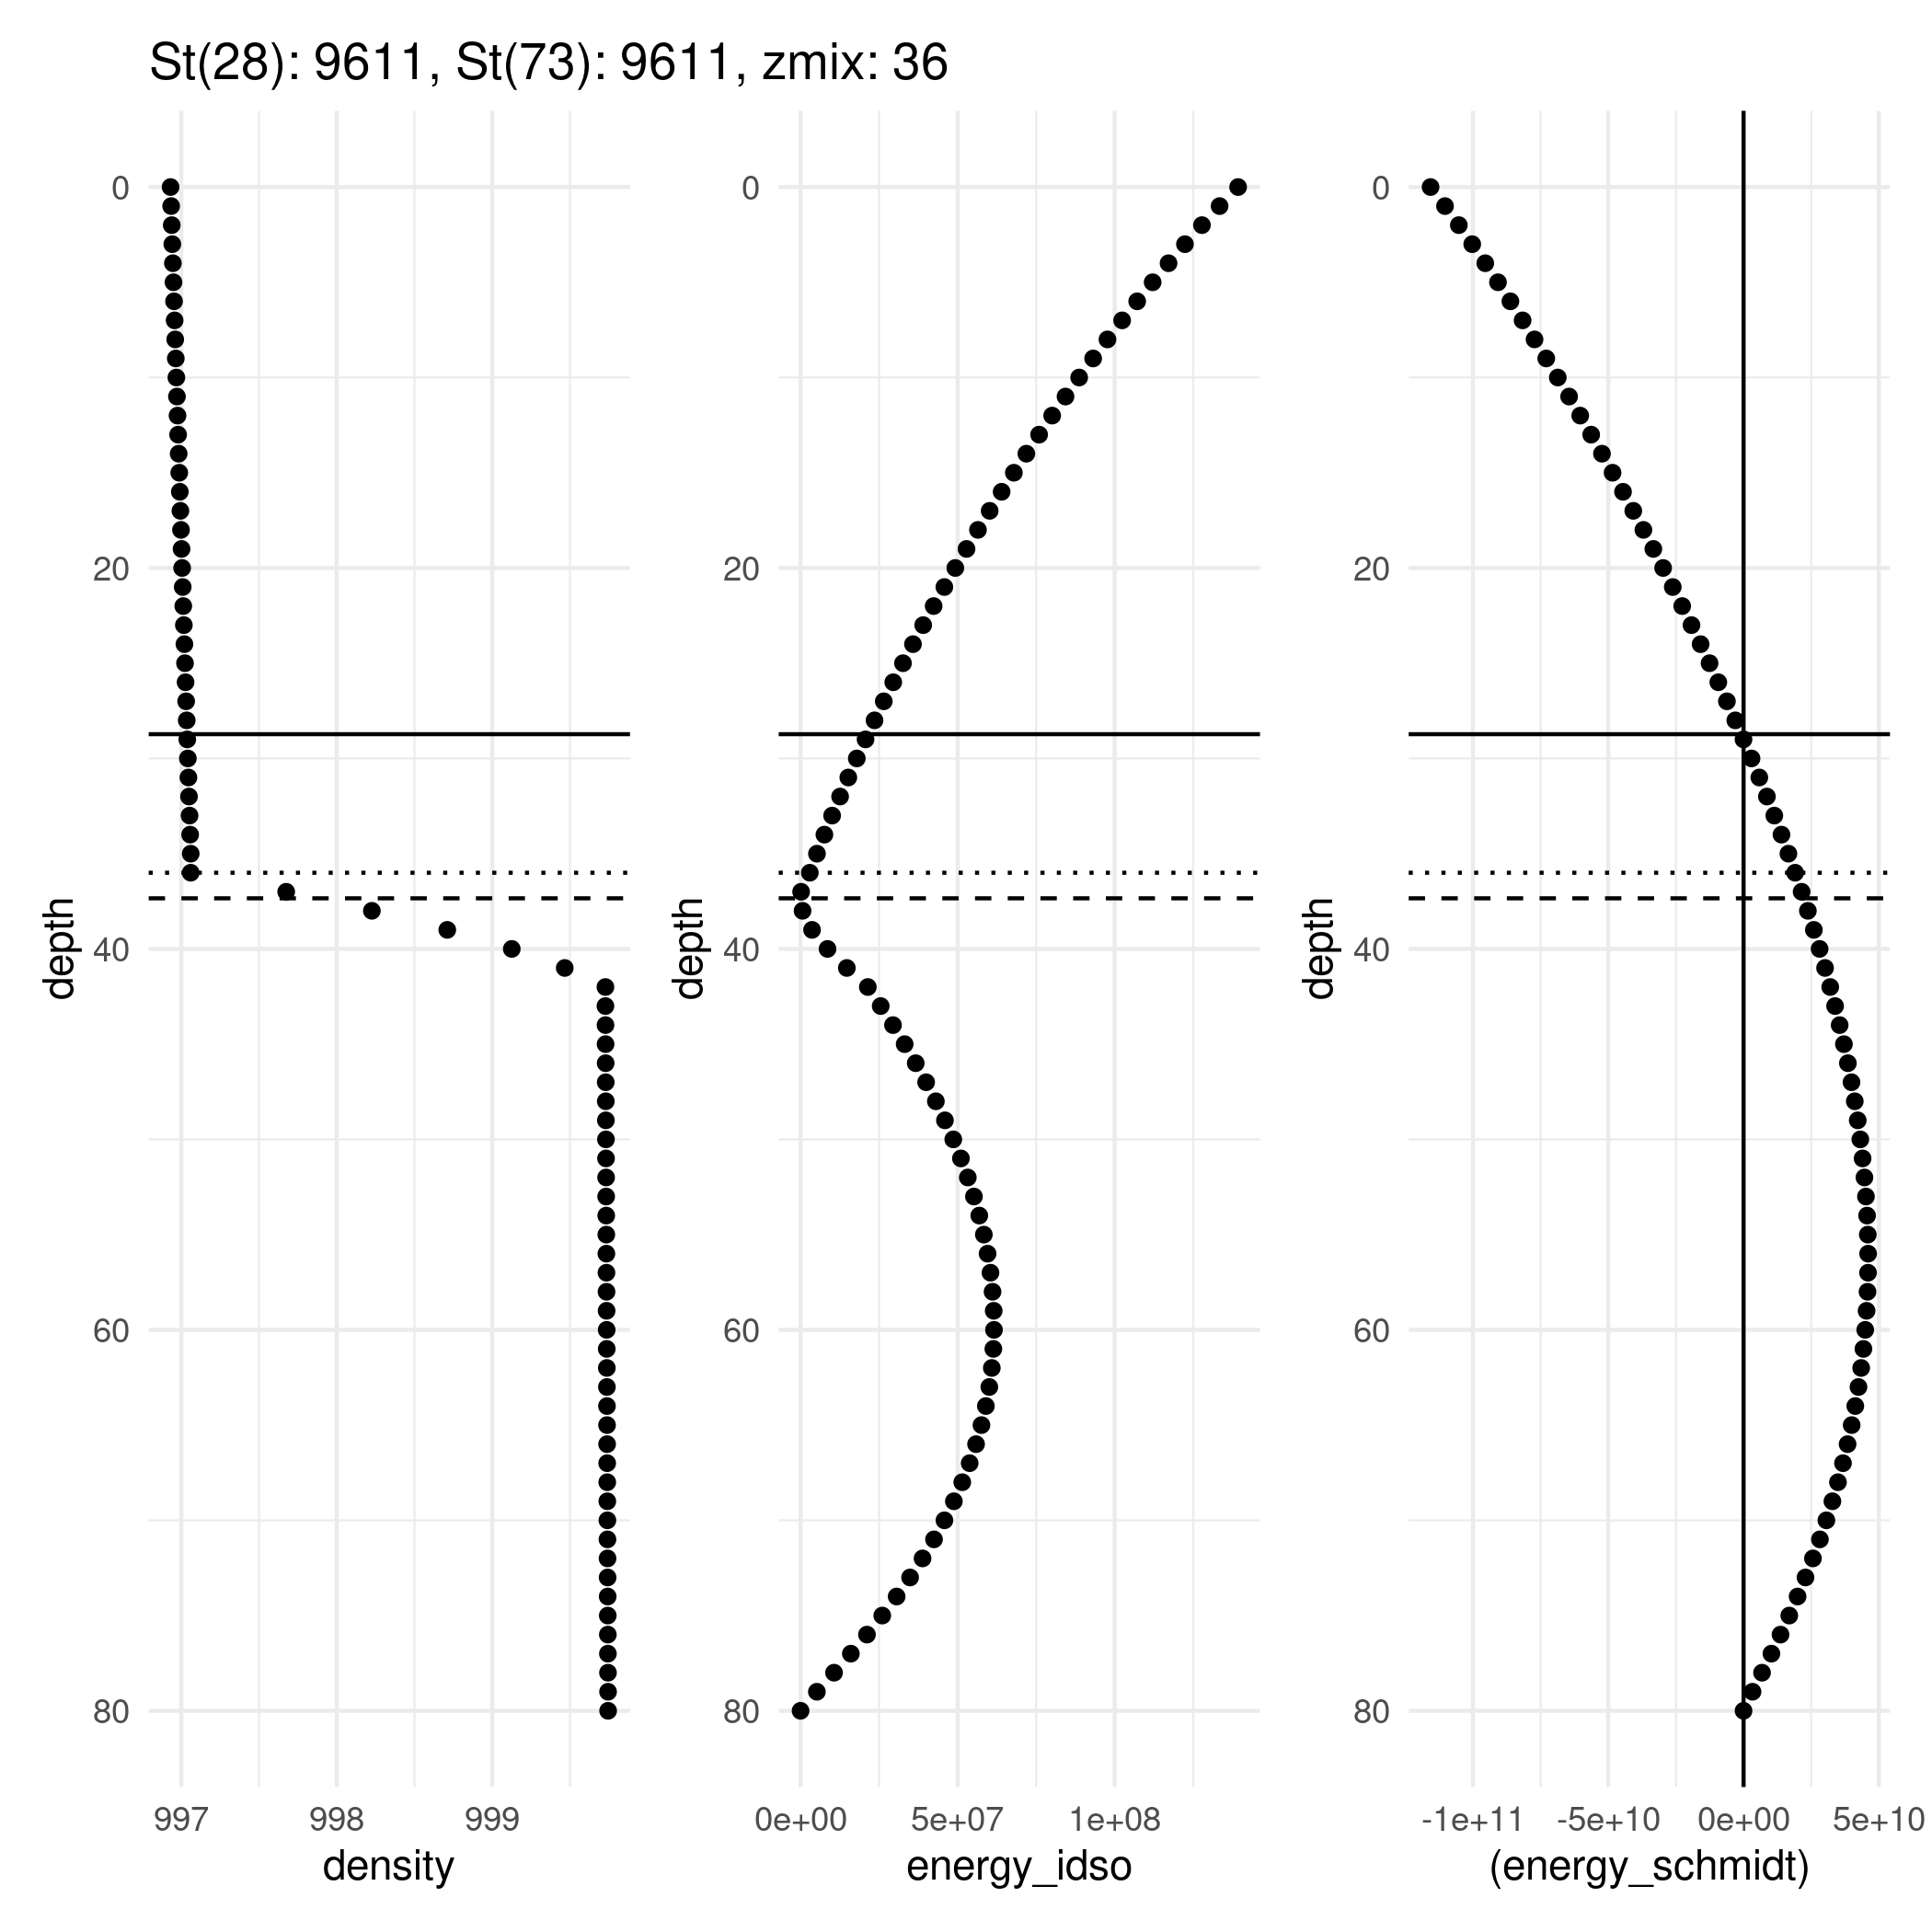 St(28): 9611, St(73): 9611, zmix: 36
0
20
40
60
80
depth
997 998 999
density
0
20
40
60
80
depth
0e+00 5e+07 1e+08
energy_idso
0
20
40
60
80
depth
-1e+11 -5e+10 0e+00 5e+10
(energy_schmidt)